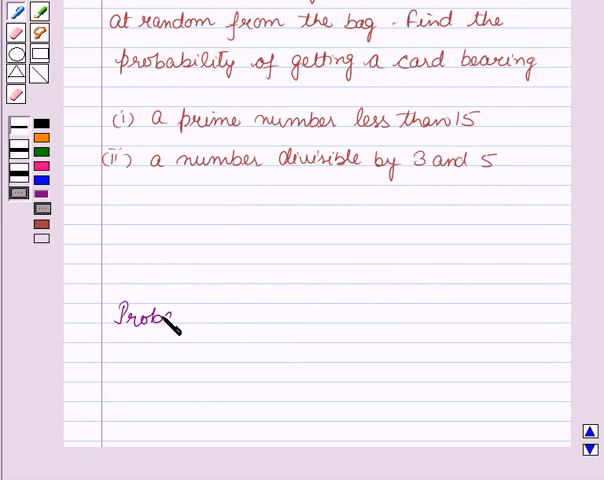 at random from the bag. Find the
probability of getting a card bearing
(i) a prime number less than 15
(ii) a number divisible by 3 and 5
Prob